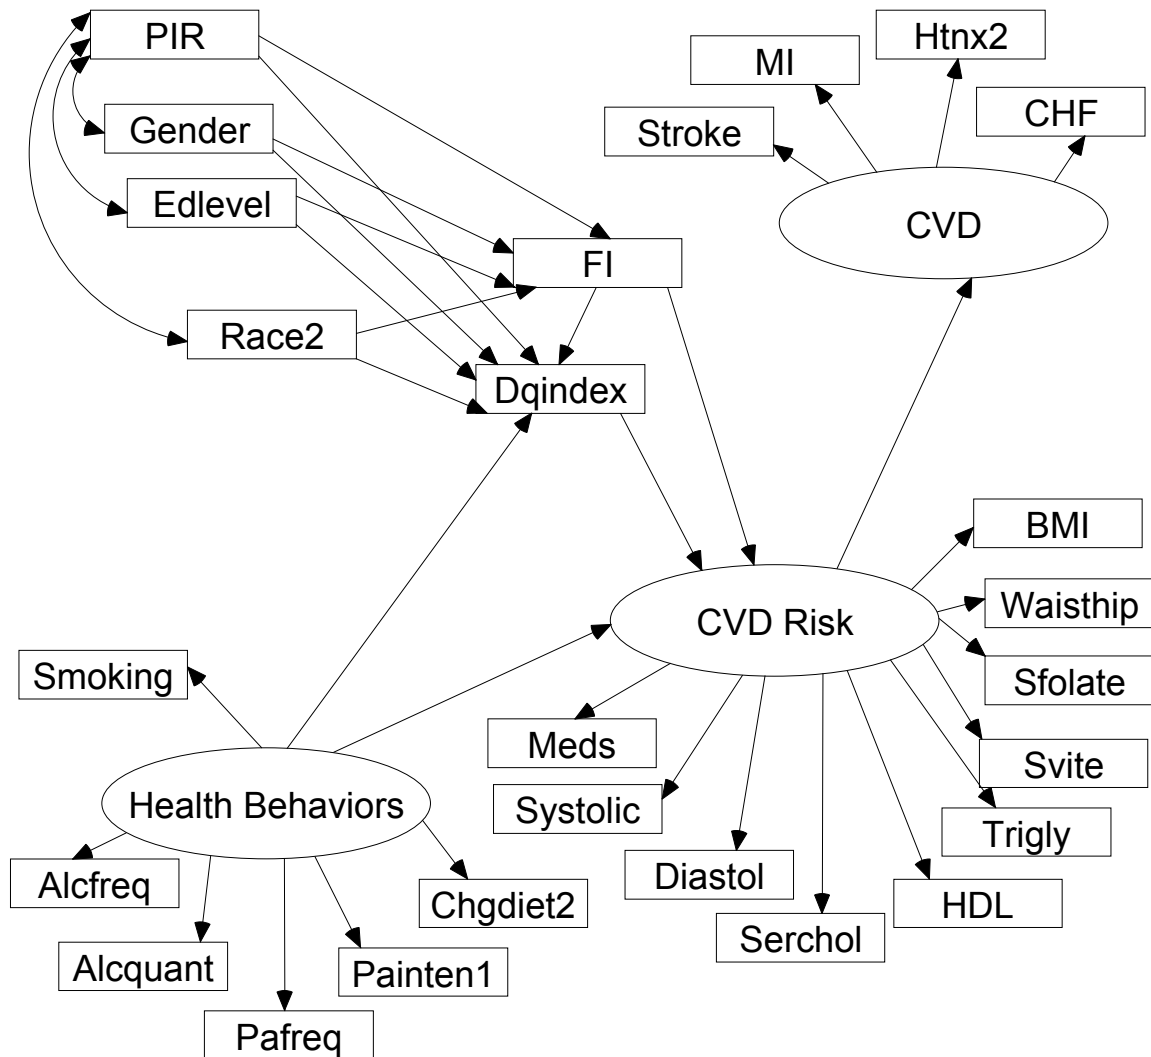 PIR
Htnx2
MI
CHF
Gender
Stroke
Edlevel
CVD
FI
Race2
Dqindex
BMI
Waisthip
CVD Risk
Smoking
Sfolate
Meds
Svite
Health Behaviors
Systolic
Trigly
Diastol
Alcfreq
Chgdiet2
HDL
Serchol
Alcquant
Painten1
Pafreq